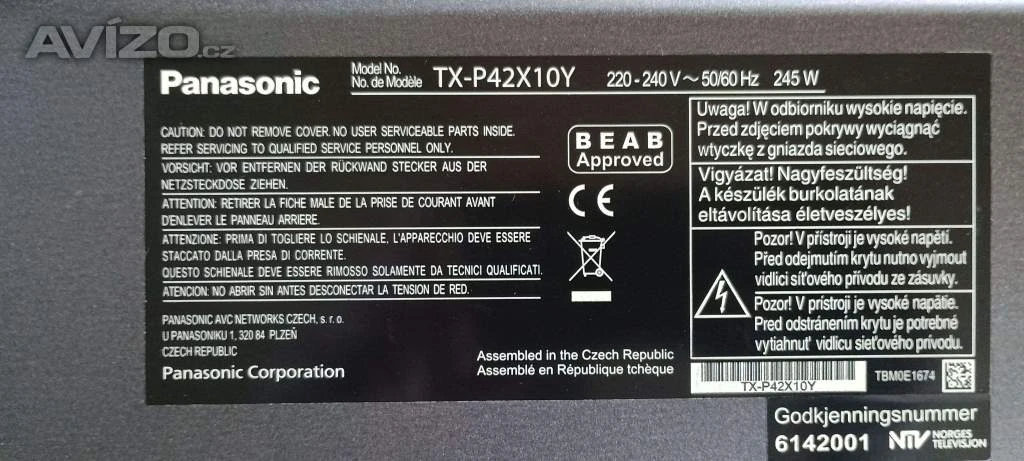 AVÍZO.cz
Panasonic
Model No.
No. de Modèle
TX-P42X10Y
220 - 240 V ~ 50/60 Hz 245 W
CAUTION: DO NOT REMOVE COVER. NO USER SERVICEABLE PARTS INSIDE.
REFER SERVICING TO QUALIFIED SERVICE PERSONNEL ONLY.
VORSICHT: VOR ENTFERNEN DER RÜCKWAND STECKER AUS DER
NETZSTECKDOSE ZIEHEN.
ATTENTION: RETIRER LA FICHE MALE DE LA PRISE DE COURANT AVANT
D'ENLEVER LE PANNEAU ARRIERE.
ATTENZIONE: PRIMA DI TOGLIERE LO SCHIENALE, L'APPARECCHIO DEVE ESSERE
STACCATO DALLA PRESA DI CORRENTE.
QUESTO SCHIENALE DEVE ESSERE RIMOSSO SOLAMENTE DA TECNICI QUALIFICATI.
ATENCION: NO ABRIR SIN ANTES DESCONECTAR LA TENSION DE RED.
PANASONIC AVC NETWORKS CZECH, s. r. o.
U PANASONIKU 1, 320 84 PLZEŇ
CZECH REPUBLIC
Panasonic Corporation
BEAB
Approved
CE
Assembled in the Czech Republic
Assemblé en République tchèque
Uwaga! W odbiorniku wysokie napięcie.
Przed zdjęciem pokrywy wyciągnąć
wtyczkę z gniazda sieciowego.
Vigyázat! Nagyfeszültség!
A készülék burkolatának
eltávolítása életveszélyes!
Pozor! V přístroji je vysoké napětí.
Před odejmutím krytu nutno vyjmout
vidlici síťového přívodu ze zásuvky.
Pozor! V prístroji je vysoké napätie.
Pred odstránením krytu je potrebné
vytiahnuť vidlicu sieťového prívodu.
TX-P42X10Y
TBM0E1674
Godkjenningsnummer
6142001
NTV NORGES
TELEVISJON